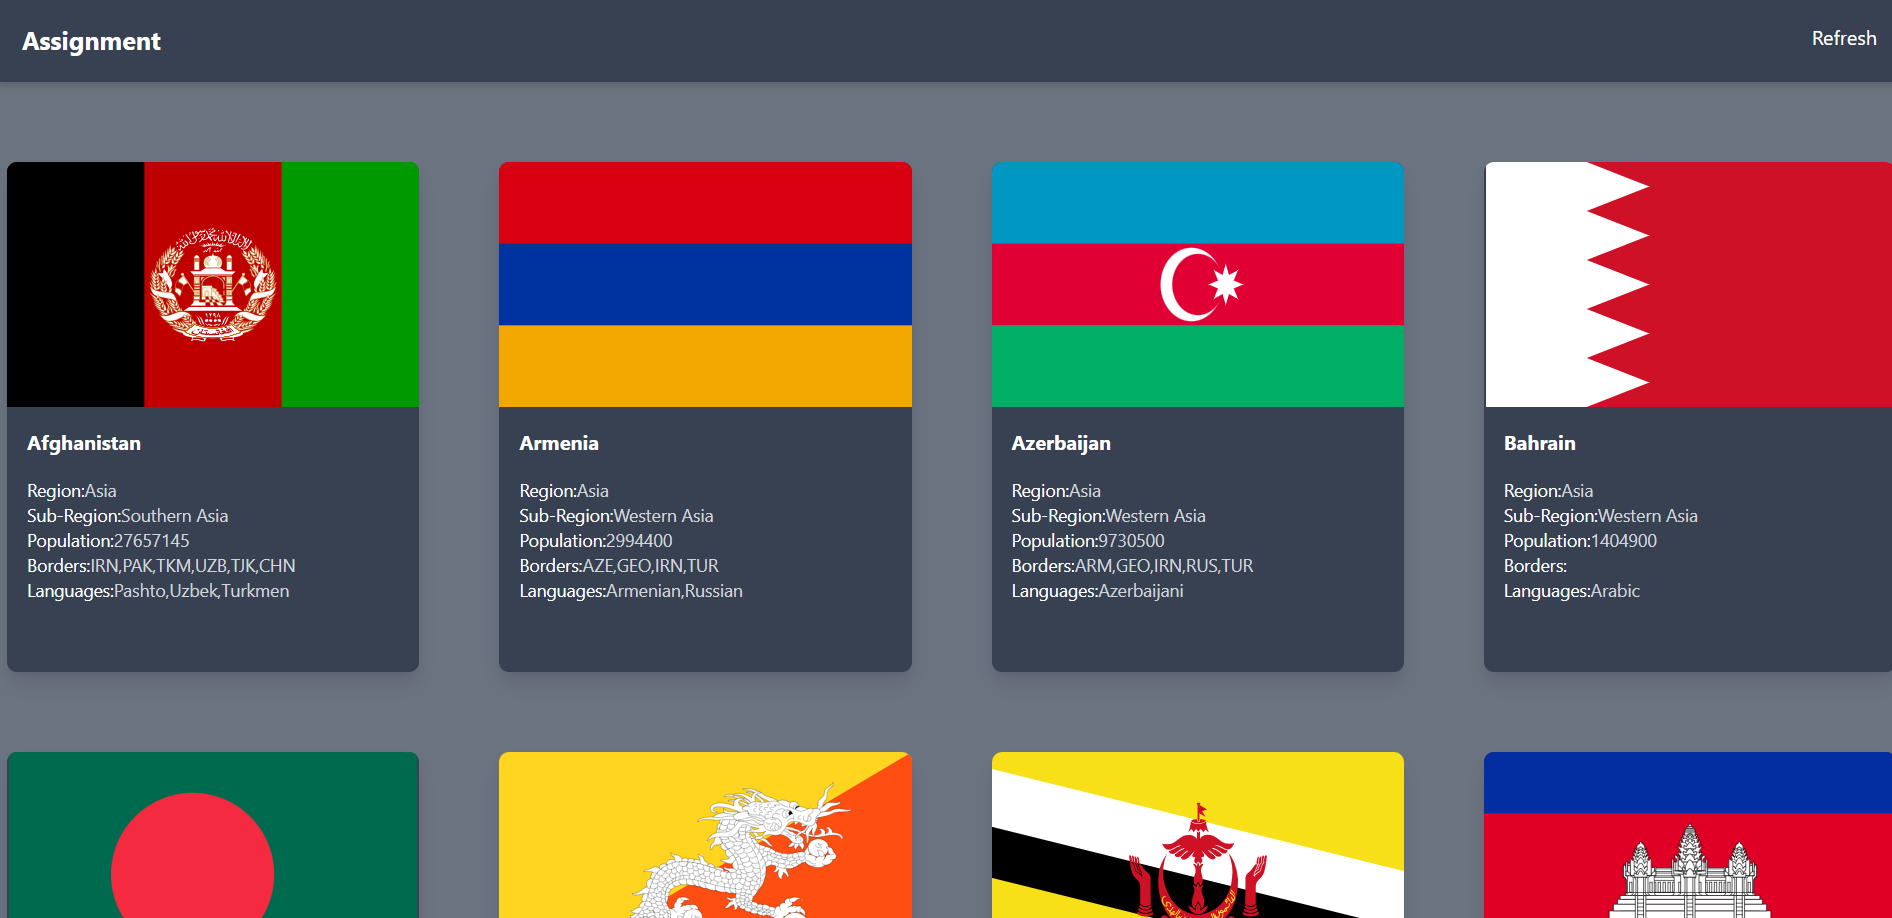 Assignment
Refresh
Afghanistan
Region:Asia
Sub-Region:Southern Asia
Population:27657145
Borders:IRN,PAK,TKM,UZB,TJK,CHN
Languages:Pashto,Uzbek,Turkmen
Armenia
Region:Asia
Sub-Region:Western Asia
Population:2994400
Borders:AZE,GEO,IRN,TUR
Languages:Armenian,Russian
Azerbaijan
Region:Asia
Sub-Region:Western Asia
Population:9730500
Borders:ARM,GEO,IRN,RUS,TUR
Languages:Azerbaijani
Bahrain
Region:Asia
Sub-Region:Western Asia
Population:1404900
Borders:
Languages:Arabic